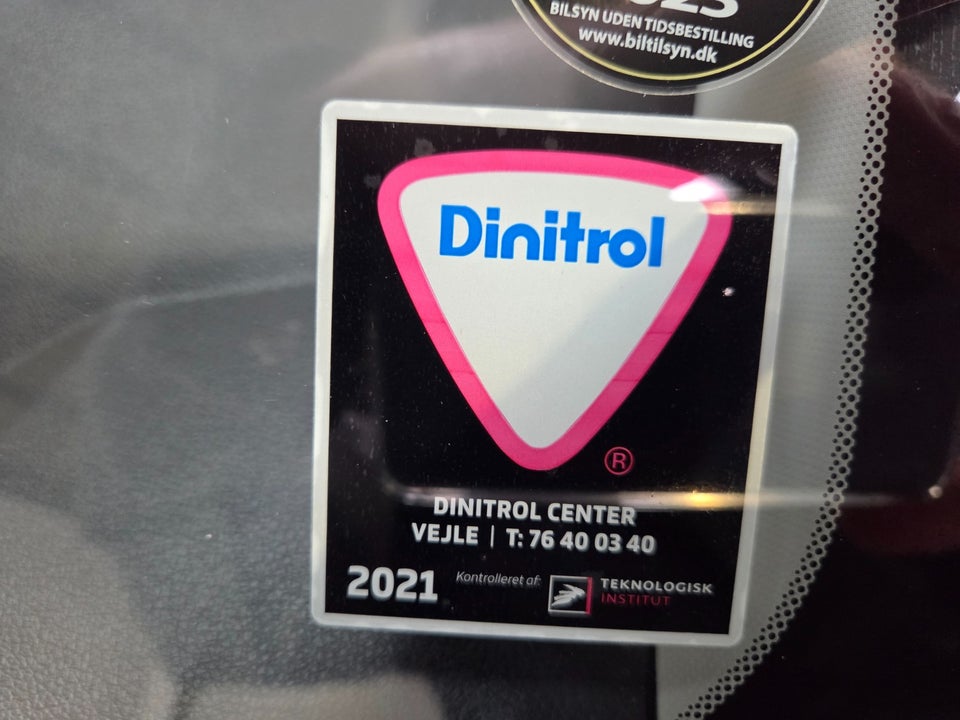 BILSYN UDEN TIDSBESTILLING
www.biltilsyn.dk
Dinitrol
®
DINITROL CENTER
VEJLE | T: 76 40 03 40
2021 Kontrolleret af: TEKNOLOGISK
INSTITUT